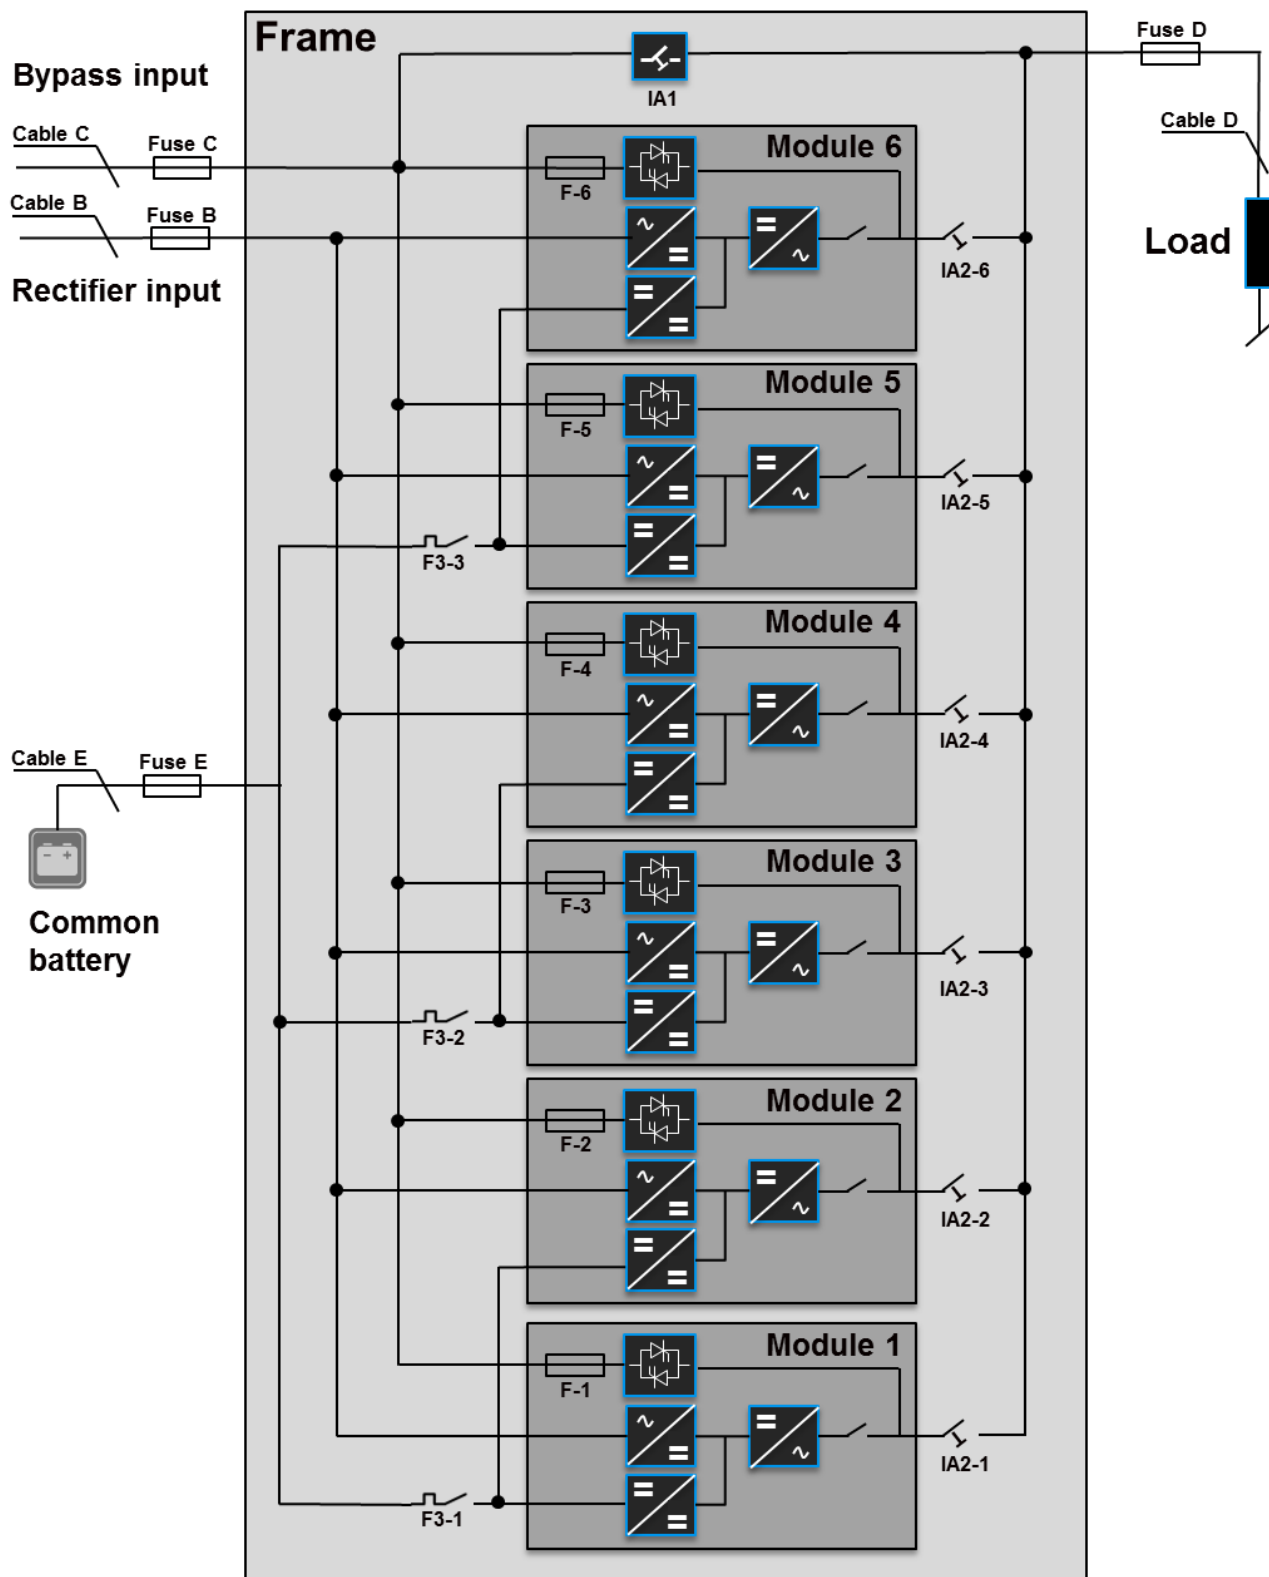 Frame
Fuse D
Bypass input
IA1
Cable C
Fuse C
Cable D
Module 6
F-6
Cable B
Fuse B
Load
IA2-6
Rectifier input
Module 5
F-5
IA2-5
F3-3
Module 4
F-4
IA2-4
Cable E
Fuse E
Module 3
F-3
Common
battery
IA2-3
F3-2
Module 2
F-2
IA2-2
Module 1
F-1
IA2-1
F3-1